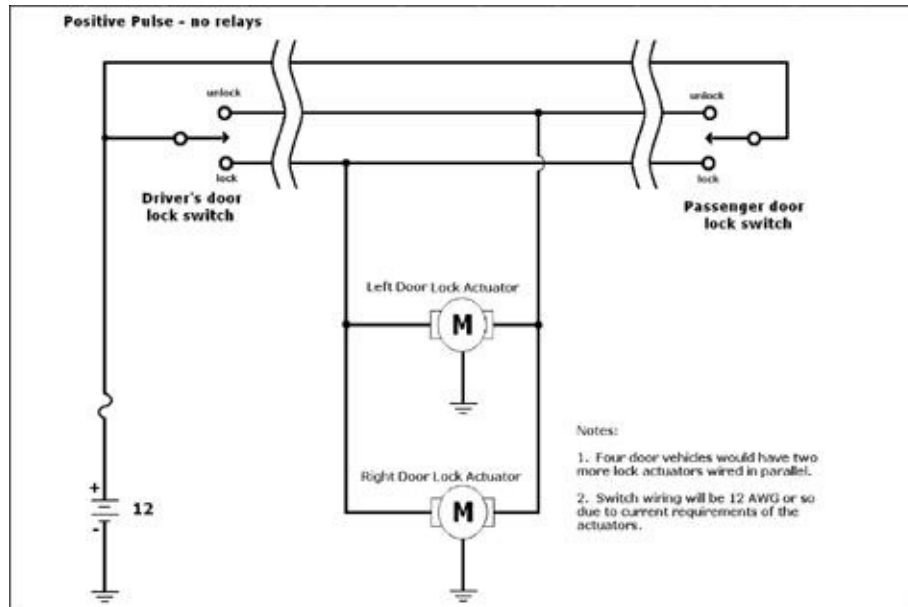 Positive Pulse - no relays
unlock
unlock
lock
lock
Driver's door
lock switch
Passenger door
lock switch
Left Door Lock Actuator
M
Right Door Lock Actuator
M
+
12
-
Notes:
1. Four door vehicles would have two
more lock actuators wired in parallel.
2. Switch wiring will be 12 AWG or so
due to current requirements of the
actuators.